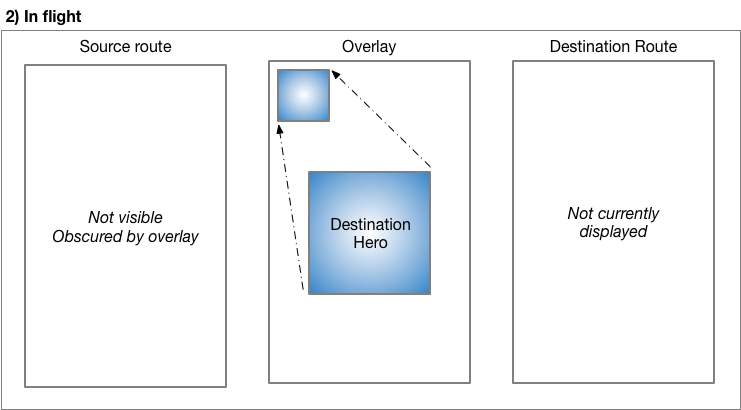 2) In flight
Source route
Overlay
Destination Route
Not visible
Obscured by overlay
Destination
Hero
Not currently
displayed